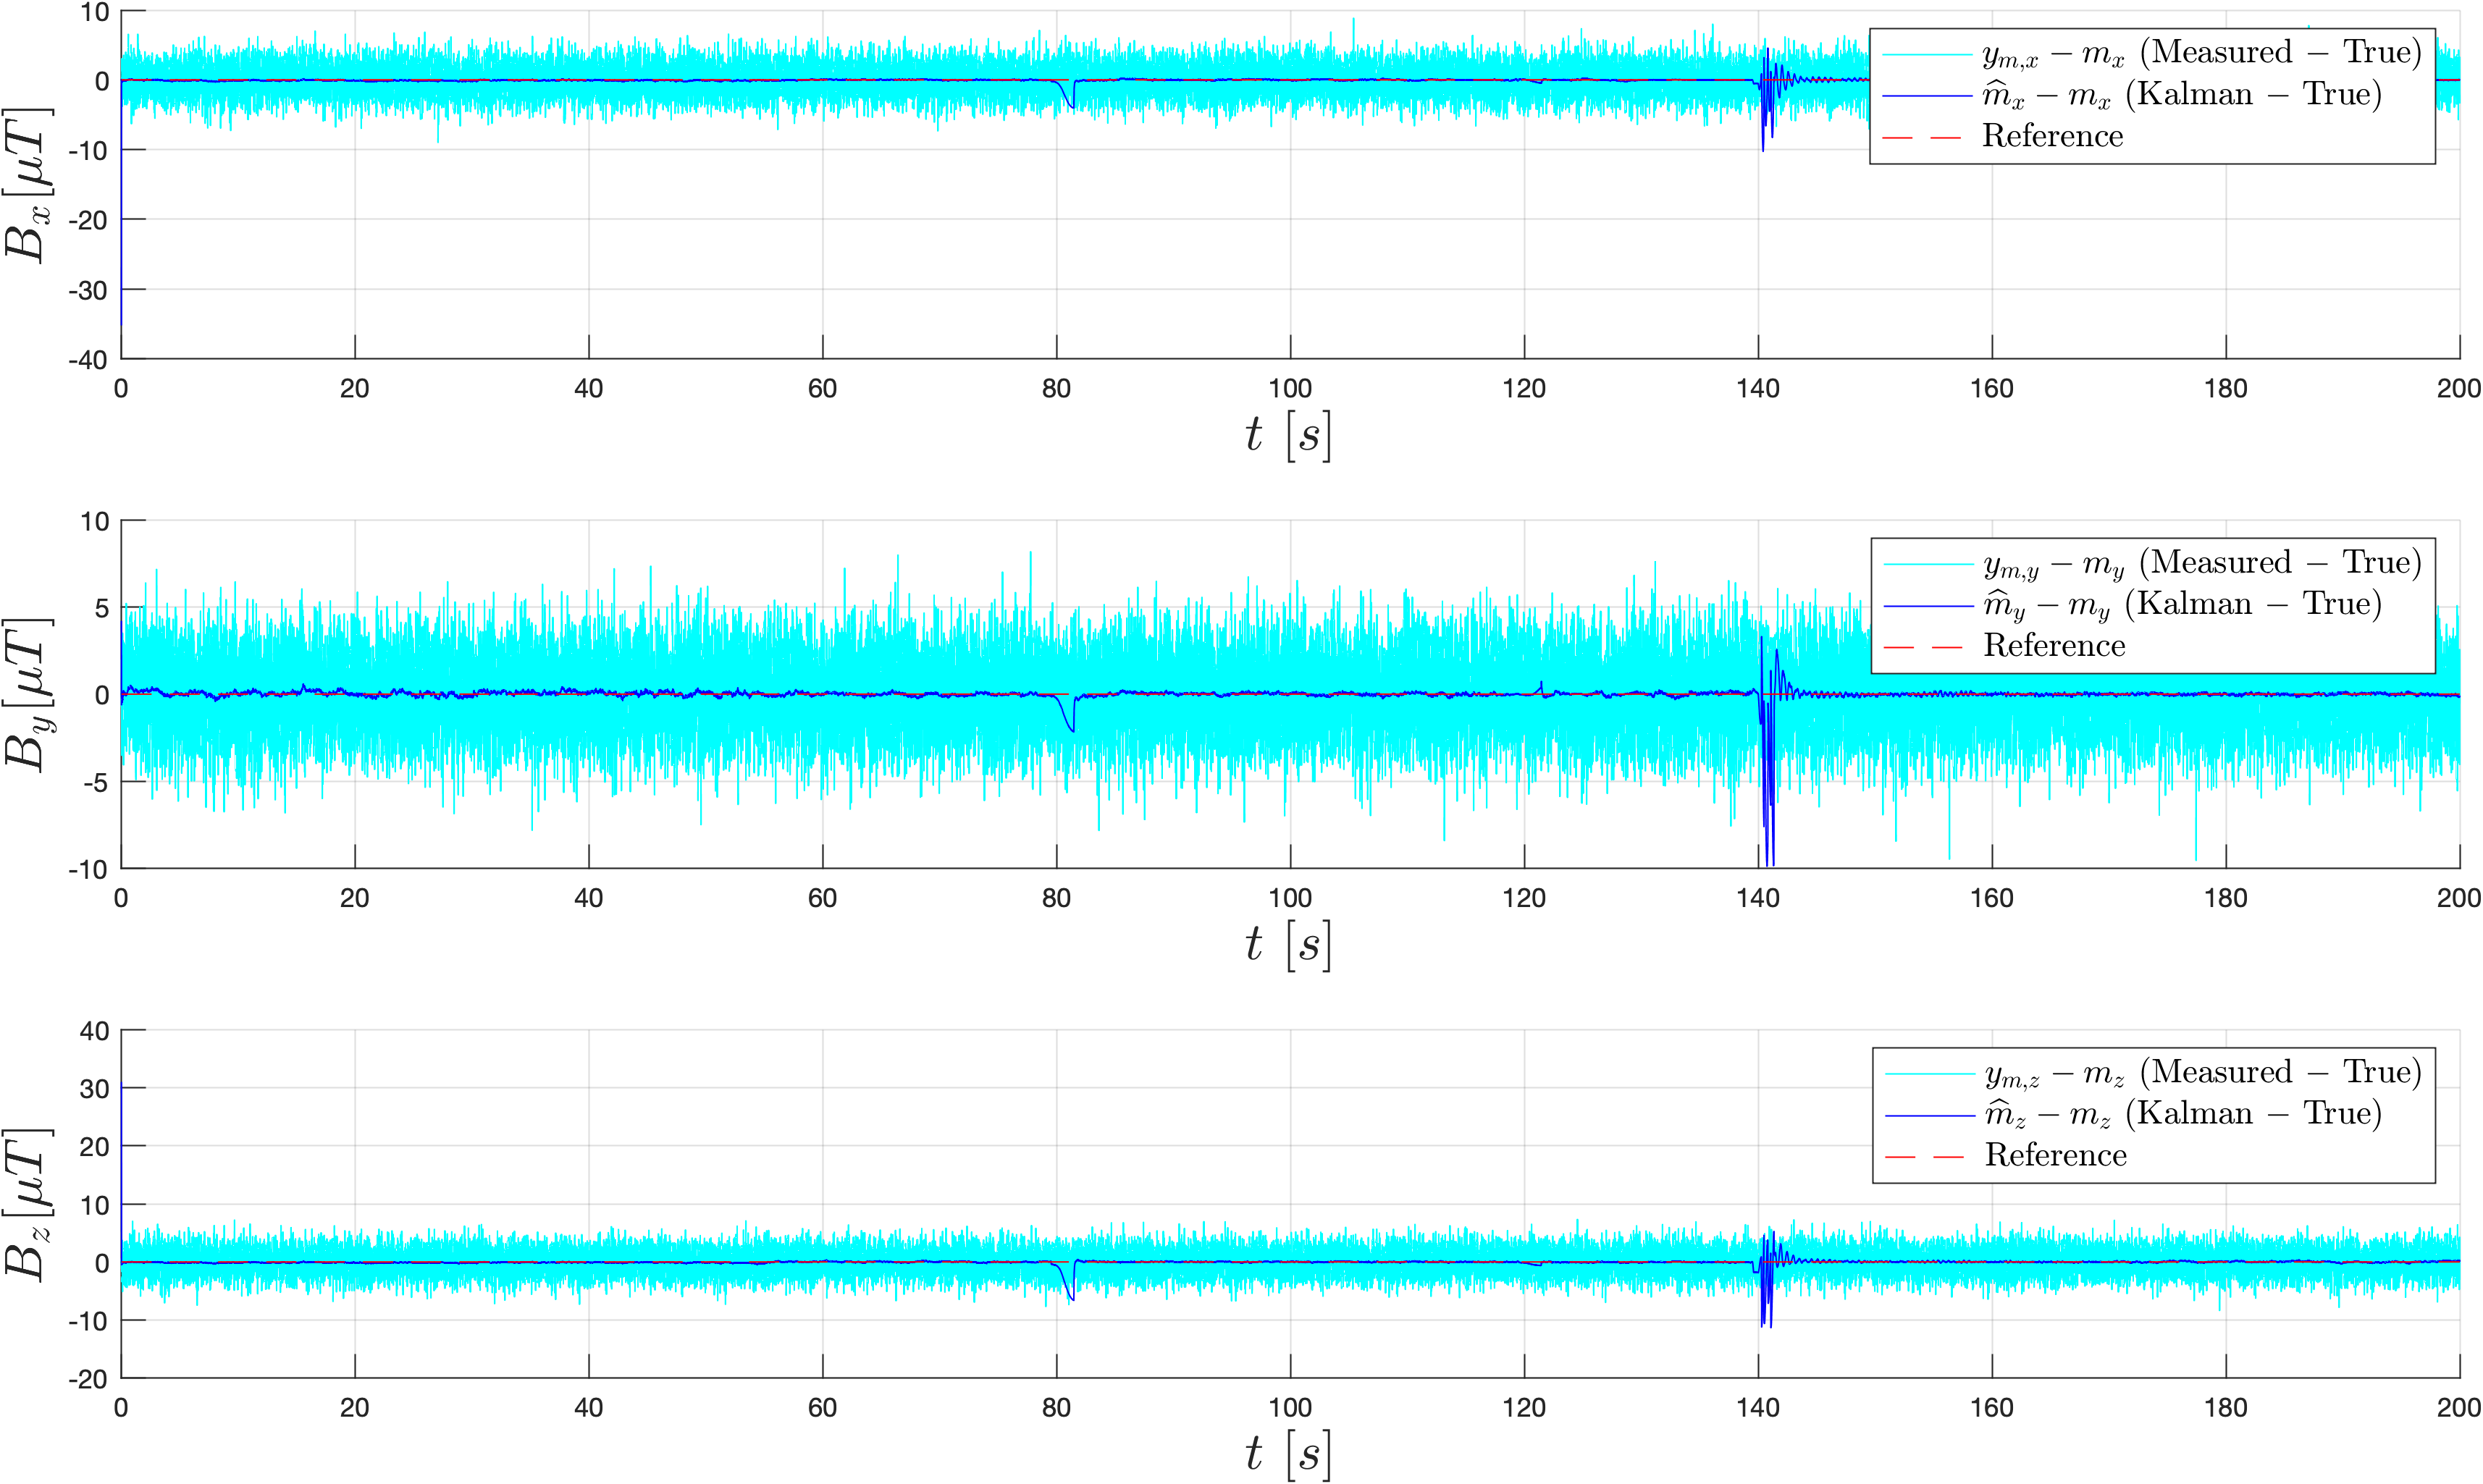 10
0
-10
-20
-30
-40
B_x [μT]
y_{m,x} − m_x (Measured − True)
m̂_x − m_x (Kalman − True)
Reference
0 20 40 60 80 100 120 140 160 180 200
t [s]
10
5
0
-5
-10
B_y [μT]
y_{m,y} − m_y (Measured − True)
m̂_y − m_y (Kalman − True)
Reference
0 20 40 60 80 100 120 140 160 180 200
t [s]
40
30
20
10
0
-10
-20
B_z [μT]
y_{m,z} − m_z (Measured − True)
m̂_z − m_z (Kalman − True)
Reference
0 20 40 60 80 100 120 140 160 180 200
t [s]